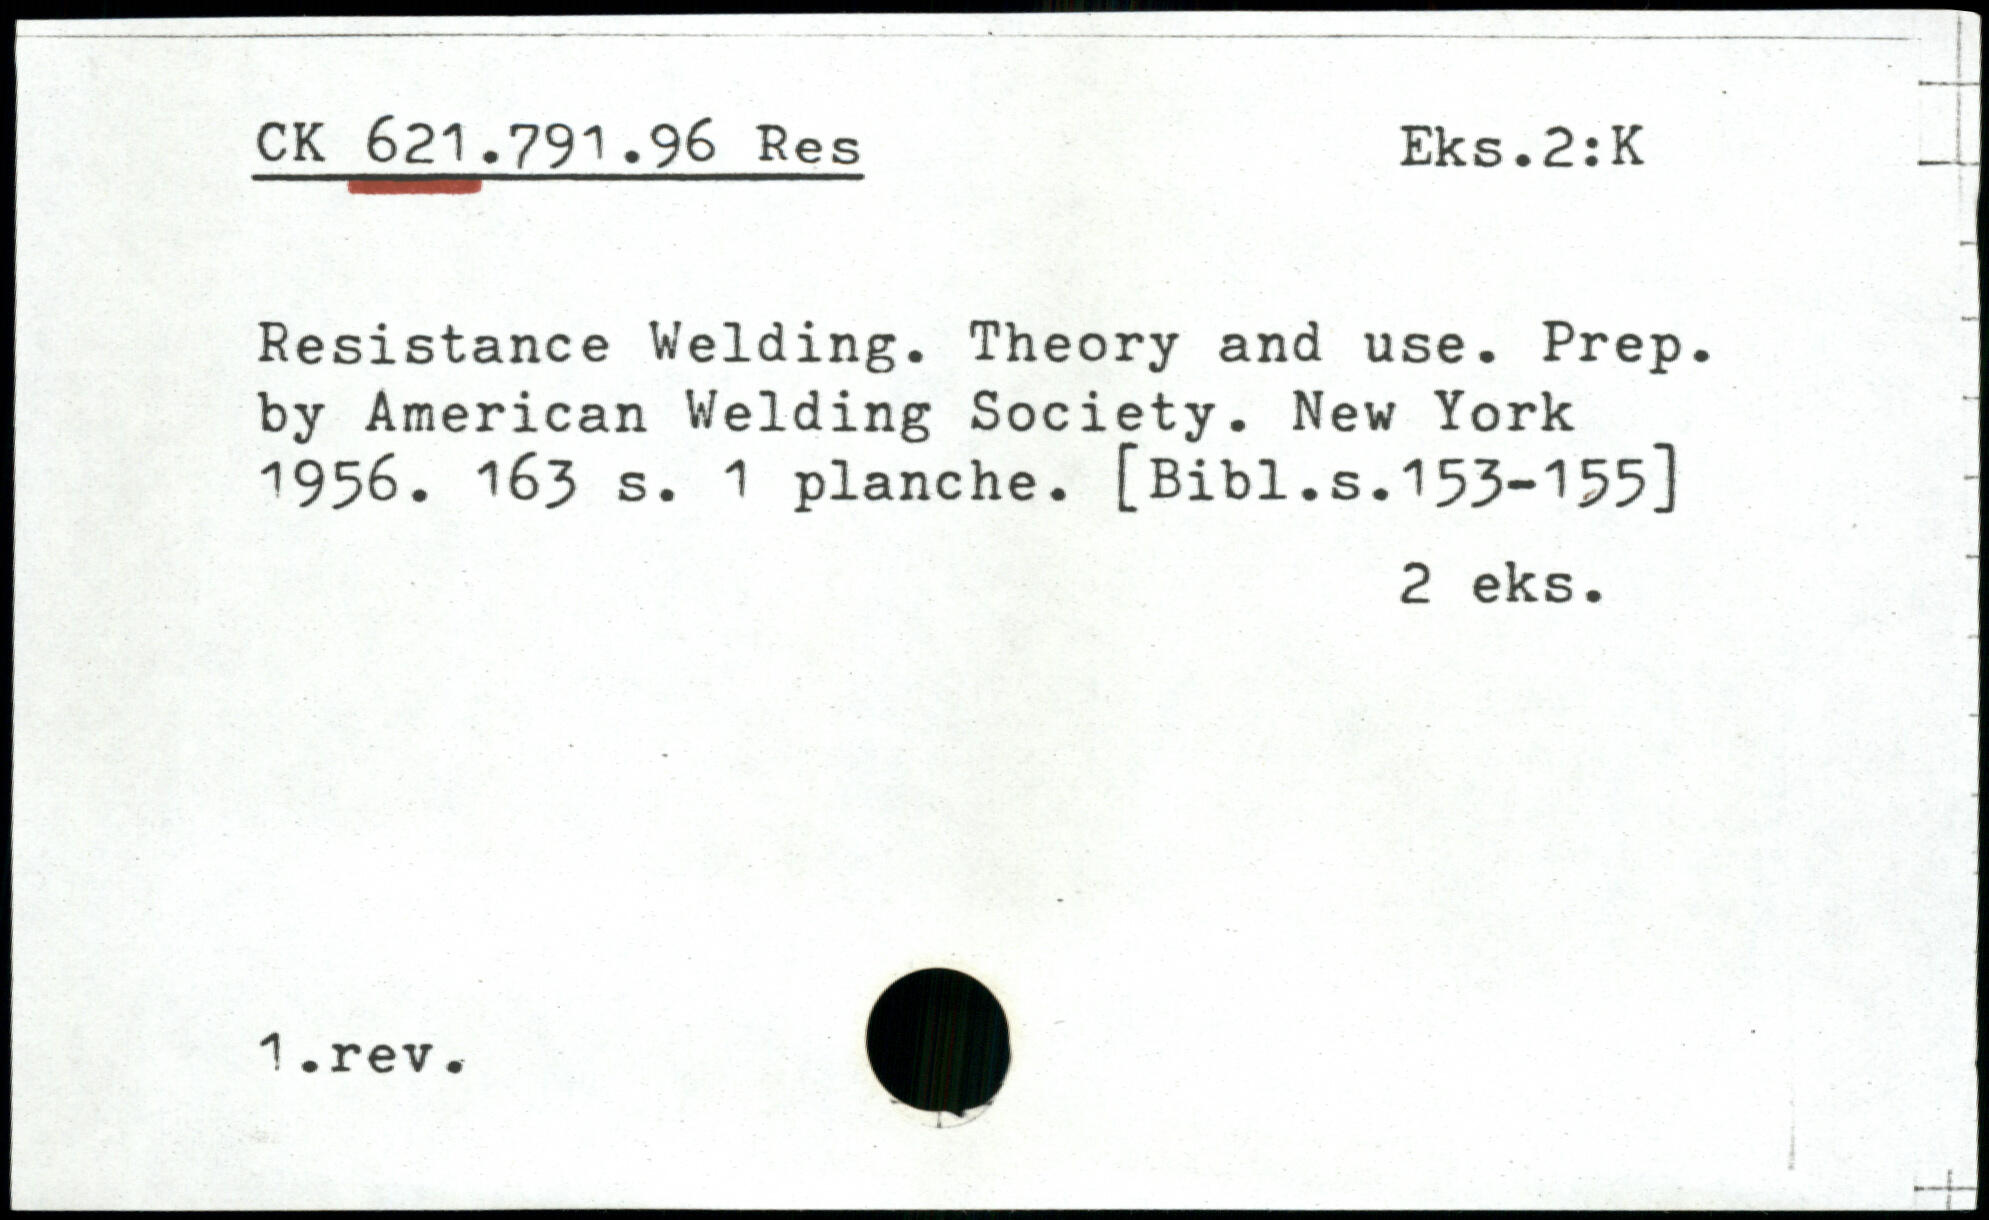 CK 621.791.96 Res Eks.2:K
Resistance Welding. Theory and use. Prep.
by American Welding Society. New York
1956. 163 s. 1 planche. [Bibl.s.153-155]
2 eks.
1.rev.